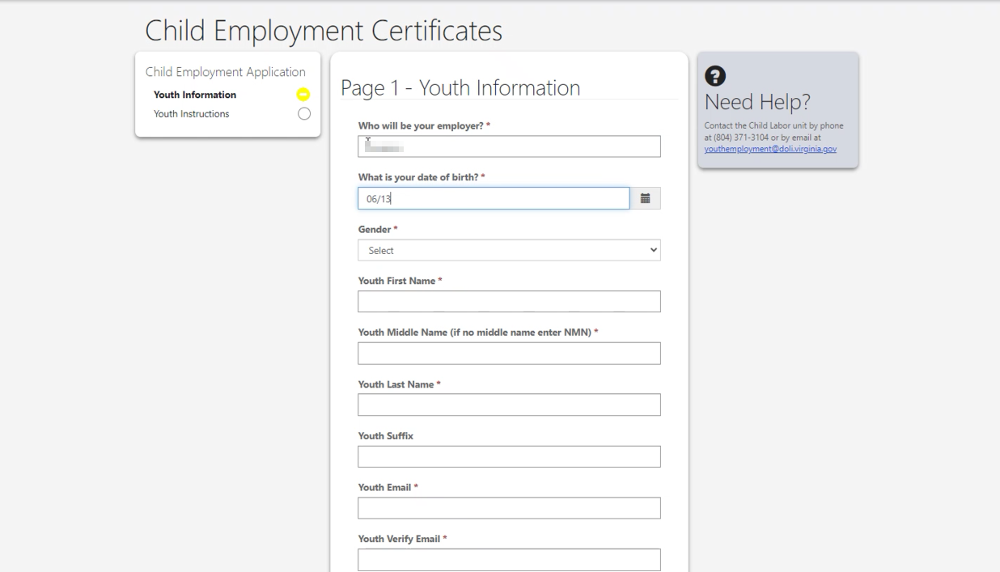 Child Employment Certificates
Child Employment Application
Youth Information
Youth Instructions
Page 1 - Youth Information
Who will be your employer? *
What is your date of birth? *
06/13
Gender *
Select
Youth First Name *
Youth Middle Name (if no middle name enter NMN) *
Youth Last Name *
Youth Suffix
Youth Email *
Youth Verify Email *
?
Need Help?
Contact the Child Labor unit by phone
at (804) 371-3104 or by email at
youthemployment@doli.virginia.gov